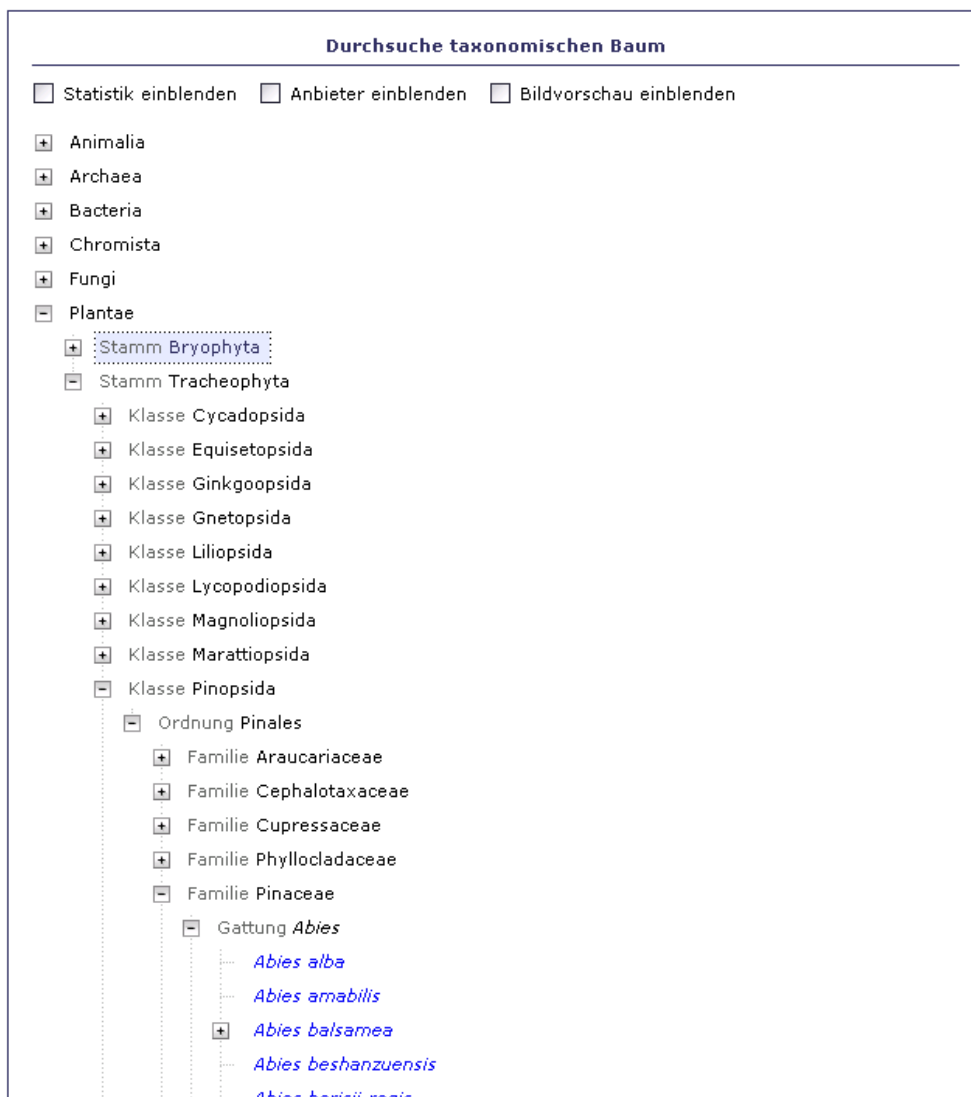 Durchsuche taxonomischen Baum
Statistik einblenden Anbieter einblenden Bildvorschau einblenden
Animalia
Archaea
Bacteria
Chromista
Fungi
Plantae
Stamm Bryophyta
Stamm Tracheophyta
Klasse Cycadopsida
Klasse Equisetopsida
Klasse Ginkgoopsida
Klasse Gnetopsida
Klasse Liliopsida
Klasse Lycopodiopsida
Klasse Magnoliopsida
Klasse Marattiopsida
Klasse Pinopsida
Ordnung Pinales
Familie Araucariaceae
Familie Cephalotaxaceae
Familie Cupressaceae
Familie Phyllocladaceae
Familie Pinaceae
Gattung Abies
Abies alba
Abies amabilis
Abies balsamea
Abies beshanzuensis
Abies borisii-regis